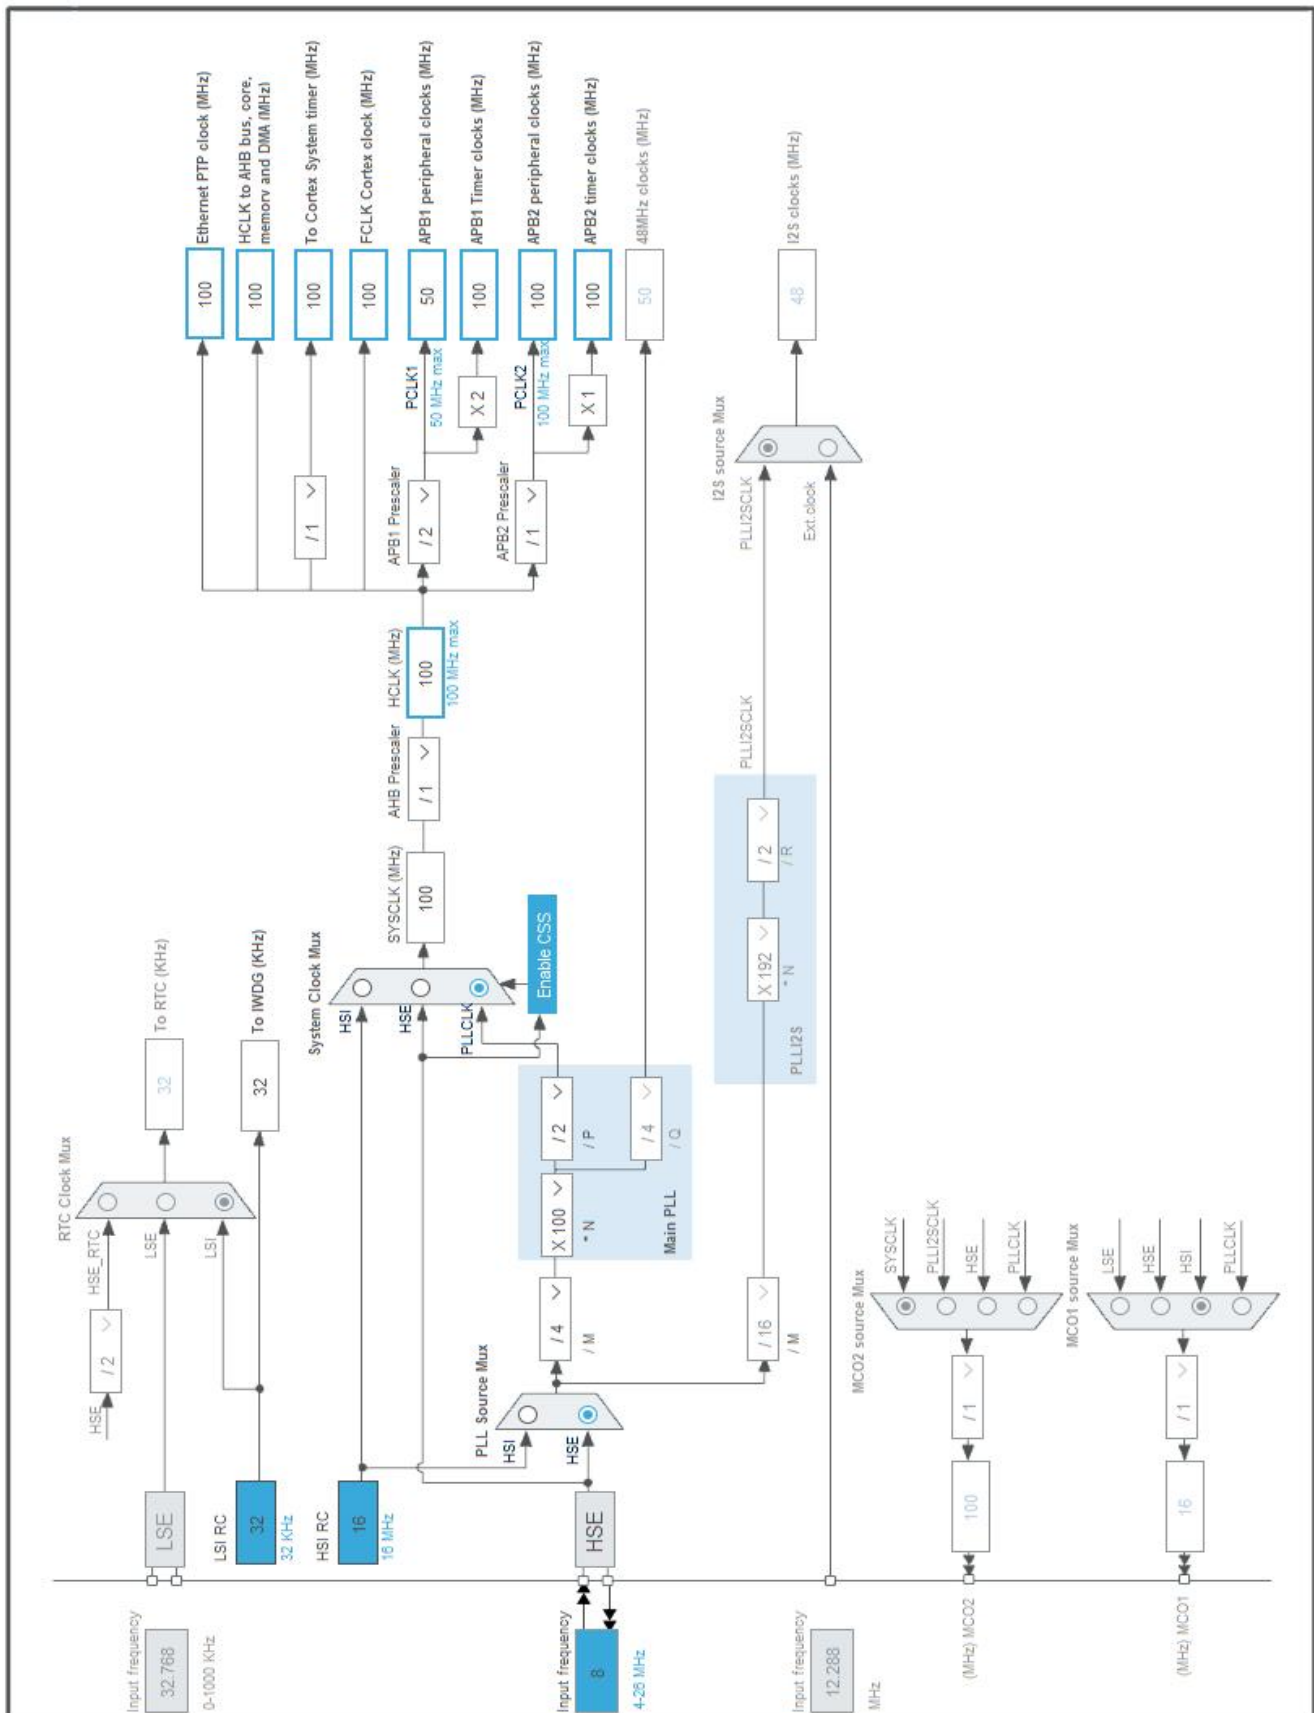 Input frequency
32.768
0-1000 KHz
LSE
HSE
/ 2
HSE_RTC
LSE
LSI
RTC Clock Mux
32
To RTC (KHz)
LSI RC
32
32 KHz
32
To IWDG (KHz)
HSI RC
16
16 MHz
System Clock Mux
HSI
HSE
PLLCLK
Enable CSS
SYSCLK (MHz)
100
AHB Prescaler
/ 1
HCLK (MHz)
100
100 MHz max
100
Ethernet PTP clock (MHz)
100
HCLK to AHB bus, core,
memory and DMA (MHz)
/ 1
100
To Cortex System timer (MHz)
100
FCLK Cortex clock (MHz)
APB1 Prescaler
/ 2
PCLK1
50 MHz max
50
APB1 peripheral clocks (MHz)
X 2
100
APB1 Timer clocks (MHz)
APB2 Prescaler
/ 1
PCLK2
100 MHz max
100
APB2 peripheral clocks (MHz)
X 1
100
APB2 timer clocks (MHz)
50
48MHz clocks (MHz)
Input frequency
8
4-26 MHz
HSE
PLL Source Mux
HSI
HSE
/ 4
/ M
X 100
* N
/ 2
/ P
/ 4
/ Q
Main PLL
/ 16
/ M
X 192
* N
/ 2
/ R
PLLI2S
PLLI2SCLK
PLLI2SCLK
I2S source Mux
Ext.clock
48
I2S clocks (MHz)
Input frequency
12.288
MHz
MCO2 source Mux
SYSCLK
PLLI2SCLK
HSE
PLLCLK
/ 1
100
(MHz) MCO2
MCO1 source Mux
LSE
HSE
HSI
PLLCLK
/ 1
16
(MHz) MCO1